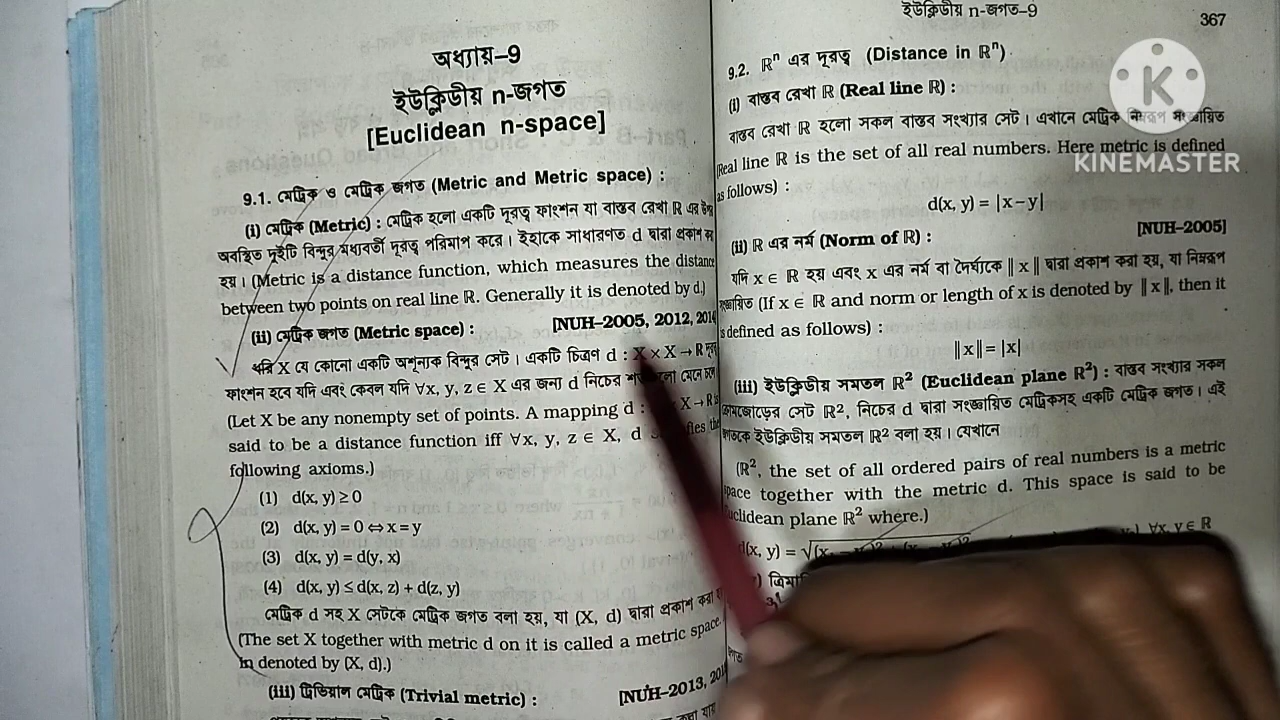 অধ্যায়–9
ইউক্লিডীয় n-জগত
[Euclidean n-space]
9.1. মেট্রিক ও মেট্রিক জগত (Metric and Metric space) :
(i) মেট্রিক (Metric) : মেট্রিক হলো একটি দূরত্ব ফাংশন যা বাস্তব রেখা R এর উপর
অবস্থিত দুইটি বিন্দুর মধ্যবর্তী দূরত্ব পরিমাপ করে। ইহাকে সাধারণত d দ্বারা প্রকাশ করা
হয়। (Metric is a distance function, which measures the distance
between two points on real line ℝ. Generally it is denoted by d.)
(ii) মেট্রিক জগত (Metric space) : [NUH–2005, 2012, 2014
ধরি X যে কোনো একটি অশূন্যক বিন্দুর সেট। একটি চিত্রণ d : X × X → R দূরত্ব
ফাংশন হবে যদি এবং কেবল যদি ∀x, y, z ∈ X এর জন্য d নিচের
(Let X be any nonempty set of points. A mapping d : X → R is
said to be a distance function iff ∀x, y, z ∈ X, d the
following axioms.)
(1) d(x, y) ≥ 0
(2) d(x, y) = 0 ⇔ x = y
(3) d(x, y) = d(y, x)
(4) d(x, y) ≤ d(x, z) + d(z, y)
মেট্রিক d সহ X সেটকে মেট্রিক জগত বলা হয়, যা (X, d) দ্বারা প্রকাশ করা হয়
(The set X together with metric d on it is called a metric space.
in denoted by (X, d).)
(iii) ট্রিভিয়াল মেট্রিক (Trivial metric) : [NUH–2013,
ইউক্লিডীয় n-জগত–9
367
9.2. ℝⁿ এর দূরত্ব (Distance in ℝⁿ)
(i) বাস্তব রেখা ℝ (Real line ℝ) :
বাস্তব রেখা ℝ হলো সকল বাস্তব সংখ্যার সেট। এখানে মেট্রিক নিম্নরূপ সংজ্ঞায়িত
(Real line ℝ is the set of all real numbers. Here metric is defined
as follows) :
d(x, y) = |x – y|
(ii) ℝ এর নর্ম (Norm of ℝ) : [NUH–2005]
যদি x ∈ ℝ হয় এবং x এর নর্ম বা দৈর্ঘ্যকে ‖x‖ দ্বারা প্রকাশ করা হয়, যা নিম্নরূপ
সংজ্ঞায়িত (If x ∈ ℝ and norm or length of x is denoted by ‖x‖, then it
is defined as follows) :
‖x‖ = |x|
(iii) ইউক্লিডীয় সমতল ℝ² (Euclidean plane ℝ²) : বাস্তব সংখ্যার সকল
ক্রমজোড়ের সেট ℝ², নিচের d দ্বারা সংজ্ঞায়িত মেট্রিকসহ একটি মেট্রিক জগত। এই
জগতকে ইউক্লিডীয় সমতল ℝ² বলা হয়। যেখানে
(ℝ², the set of all ordered pairs of real numbers is a metric
space together with the metric d. This space is said to be
Euclidean plane ℝ² where.)
d(x, y) = ∀x, y ∈ R
K
KINEMASTER